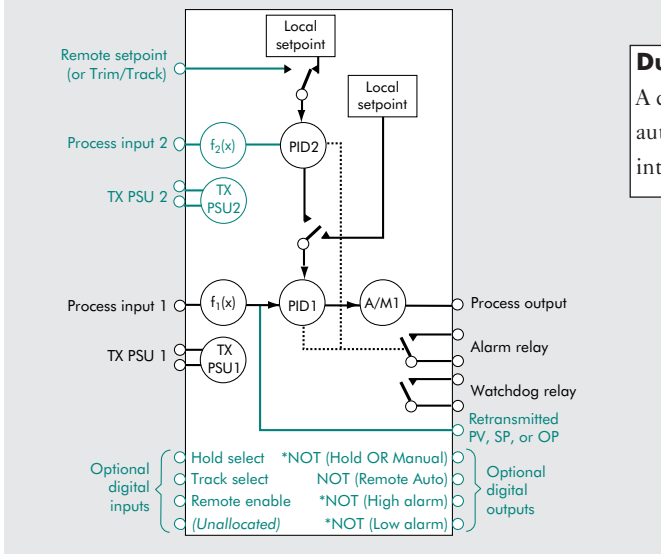 Local
setpoint
Remote setpoint
(or Trim/Track)
Local
setpoint
Process input 2
f2(x)
PID2
TX PSU 2
TX
PSU2
Process input 1
f1(x)
PID1
A/M1
Process output
TX PSU 1
TX
PSU1
Alarm relay
Watchdog relay
Retransmitted
PV, SP, or OP
Optional
digital
inputs
Hold select
Track select
Remote enable
(Unallocated)
*NOT (Hold OR Manual)
NOT (Remote Auto)
*NOT (High alarm)
*NOT (Low alarm)
Optional
digital
outputs
Du
A
aut
int